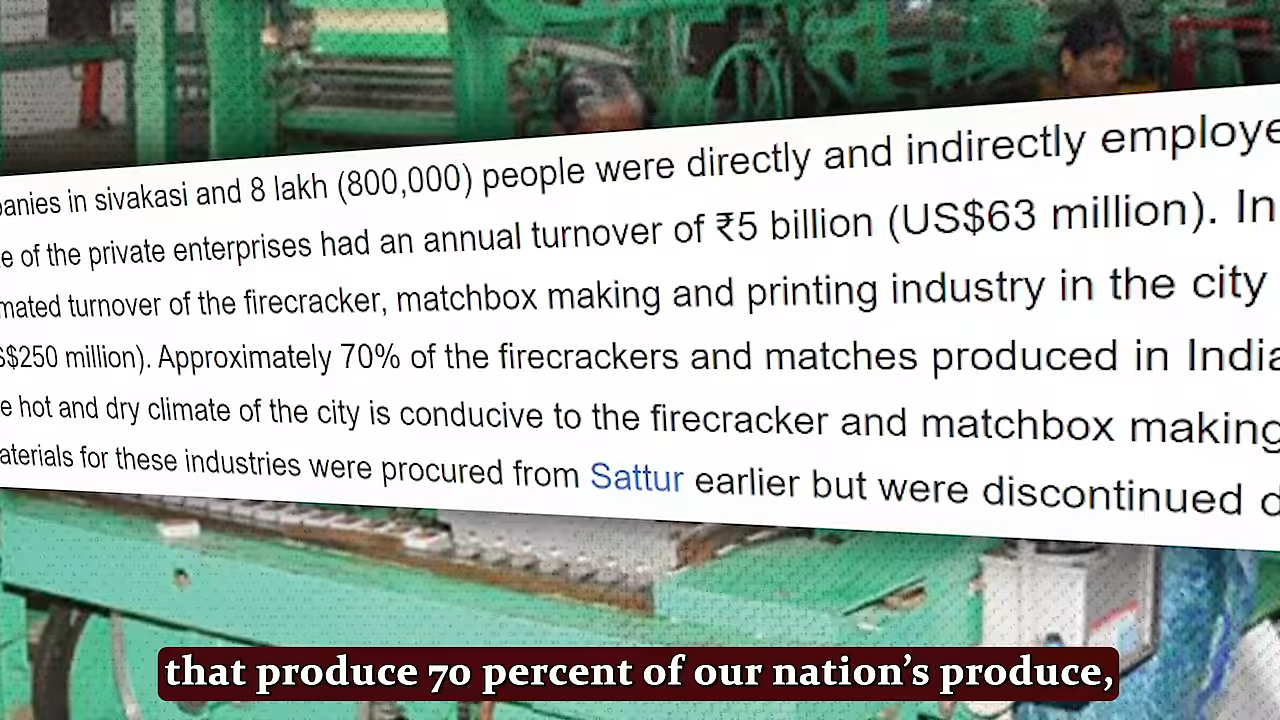 in sivakasi and 8 lakh (800,000) people were directly and indirectly
of the private enterprises had an annual turnover of ₹5 billion (US$63 million). In
turnover of the firecracker, matchbox making and printing industry in the city
$250 million). Approximately 70% of the firecrackers and matches produced in India
hot and dry climate of the city is conducive to the firecracker and matchbox making
for these industries were procured from Sattur earlier but were discontinued
that produce 70 percent of our nation's produce,